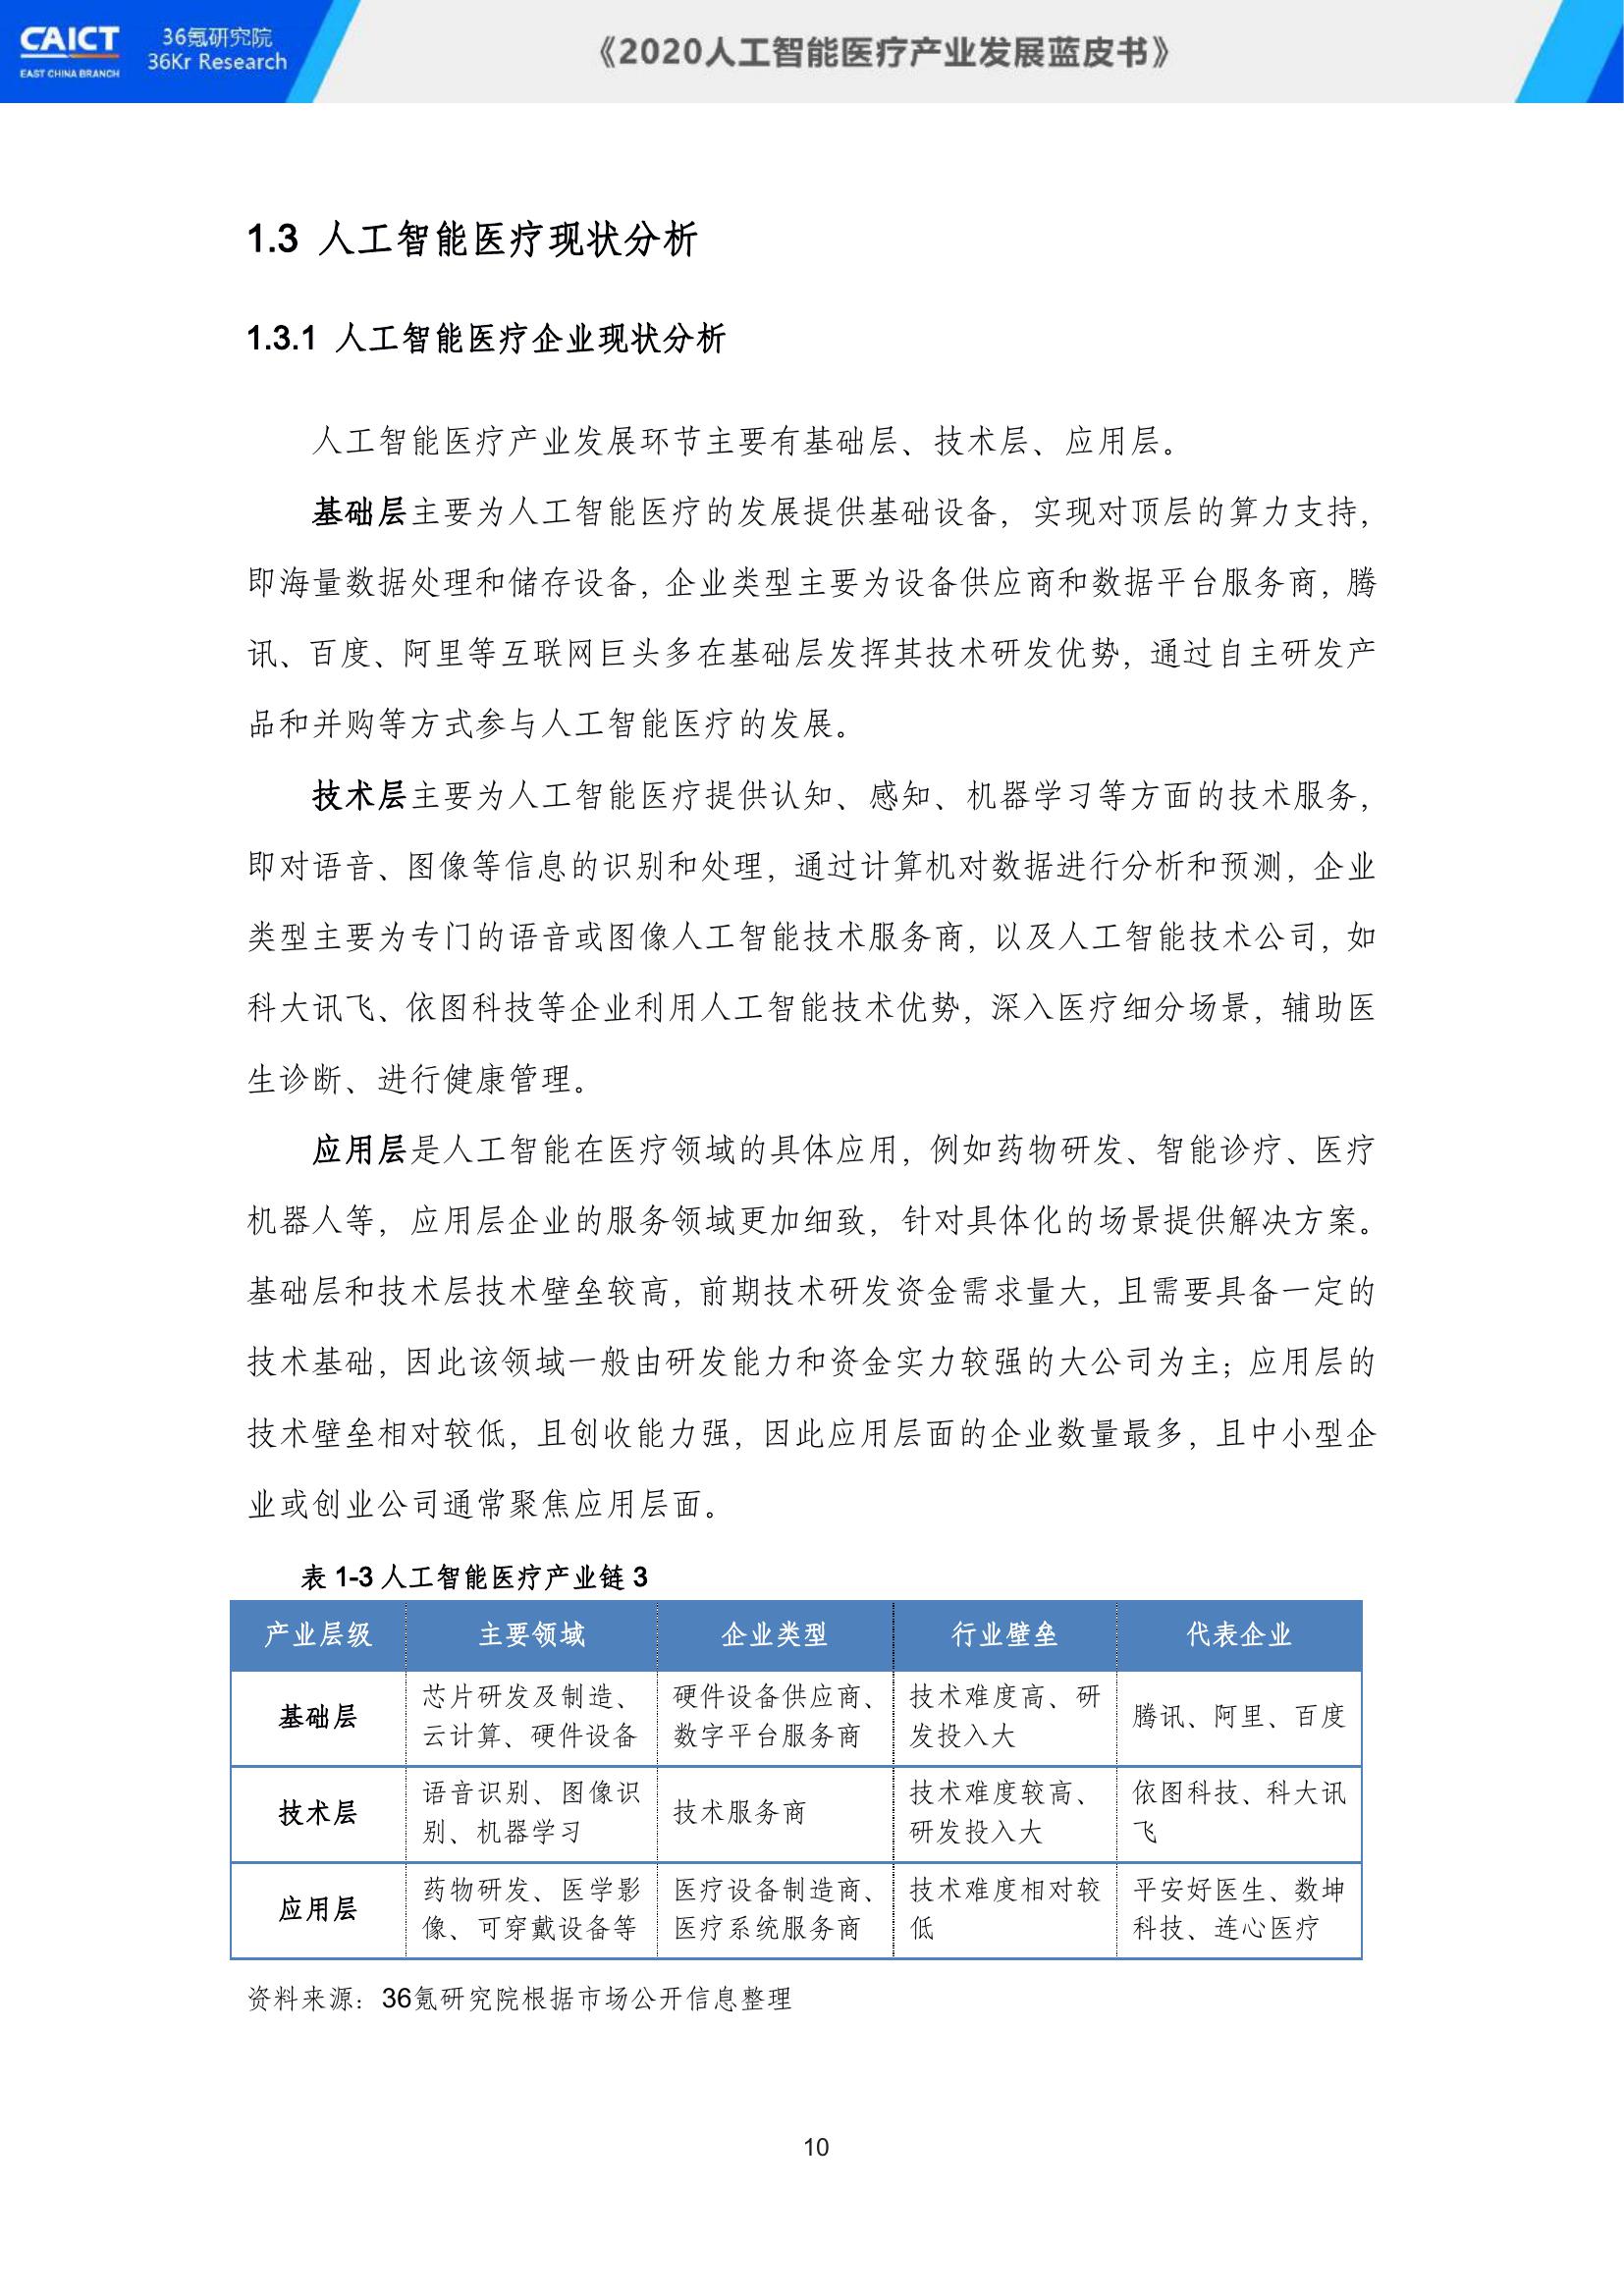 CAICT
EAST CHINA BRANCH
36氪研究院
36Kr Research
《2020人工智能医疗产业发展蓝皮书》
1.3 人工智能医疗现状分析
1.3.1 人工智能医疗企业现状分析
人工智能医疗产业发展环节主要有基础层、技术层、应用层。
基础层主要为人工智能医疗的发展提供基础设备，实现对顶层的算力支持，
即海量数据处理和储存设备，企业类型主要为设备供应商和数据平台服务商，腾
讯、百度、阿里等互联网巨头多在基础层发挥其技术研发优势，通过自主研发产
品和并购等方式参与人工智能医疗的发展。
技术层主要为人工智能医疗提供认知、感知、机器学习等方面的技术服务，
即对语音、图像等信息的识别和处理，通过计算机对数据进行分析和预测，企业
类型主要为专门的语音或图像人工智能技术服务商，以及人工智能技术公司，如
科大讯飞、依图科技等企业利用人工智能技术优势，深入医疗细分场景，辅助医
生诊断、进行健康管理。
应用层是人工智能在医疗领域的具体应用，例如药物研发、智能诊疗、医疗
机器人等，应用层企业的服务领域更加细致，针对具体化的场景提供解决方案。
基础层和技术层技术壁垒较高，前期技术研发资金需求量大，且需要具备一定的
技术基础，因此该领域一般由研发能力和资金实力较强的大公司为主；应用层的
技术壁垒相对较低，且创收能力强，因此应用层面的企业数量最多，且中小型企
业或创业公司通常聚焦应用层面。
表 1-3 人工智能医疗产业链 3
产业层级 主要领域 企业类型 行业壁垒 代表企业
基础层
芯片研发及制造、
云计算、硬件设备
硬件设备供应商、
数字平台服务商
技术难度高、研
发投入大
腾讯、阿里、百度
技术层
语音识别、图像识
别、机器学习
技术服务商
技术难度较高、
研发投入大
依图科技、科大讯
飞
应用层
药物研发、医学影
像、可穿戴设备等
医疗设备制造商、
医疗系统服务商
技术难度相对较
低
平安好医生、数坤
科技、连心医疗
资料来源：36氪研究院根据市场公开信息整理
10